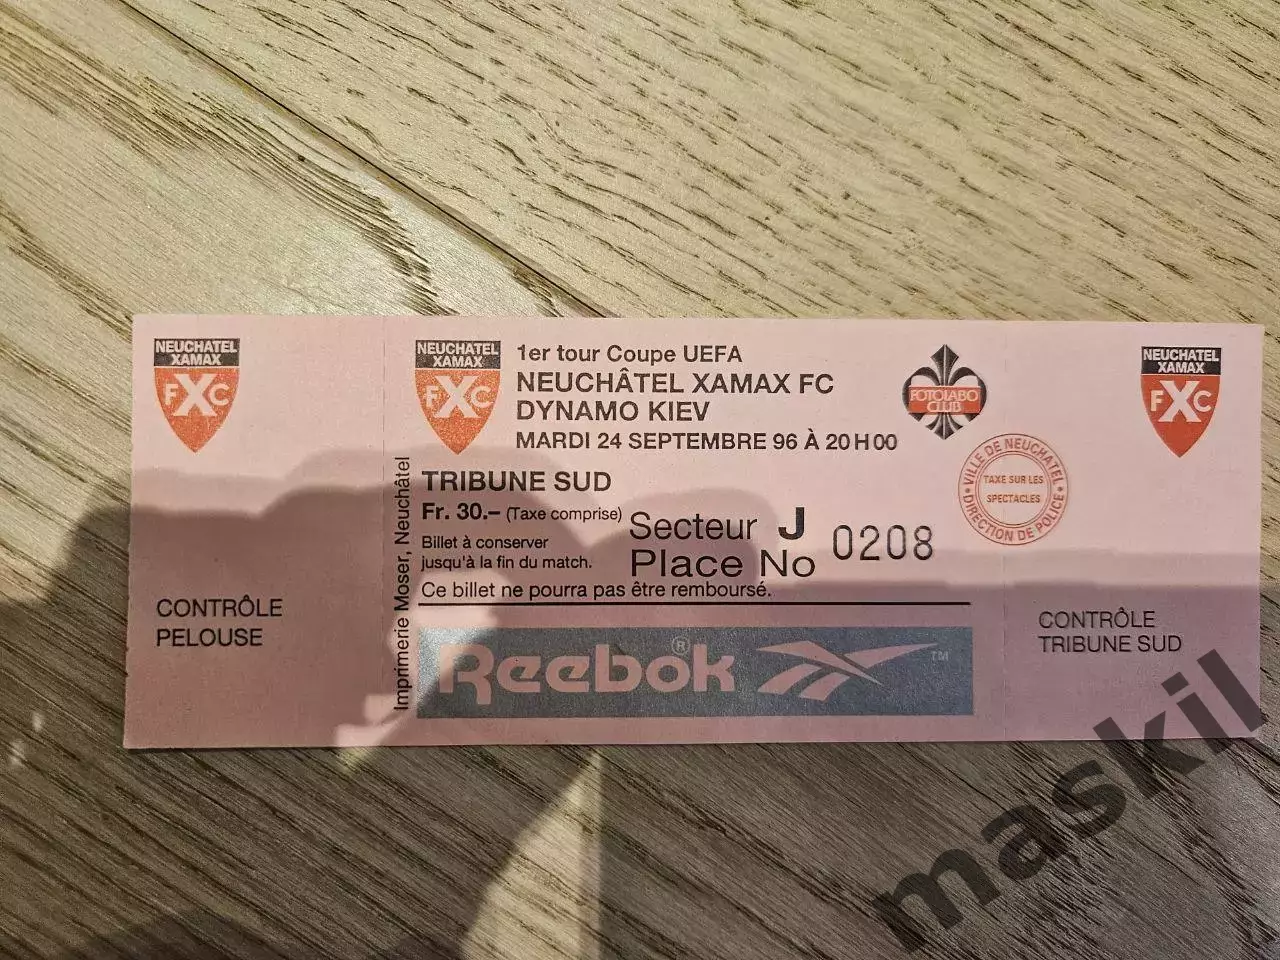 NEUCHATEL
XAMAX
FXC
CONTRÔLE
PELOUSE
Imprimerie Moser, Neuchâtel
NEUCHATEL
XAMAX
FXC
1er tour Coupe UEFA
NEUCHÂTEL XAMAX FC
DYNAMO KIEV
MARDI 24 SEPTEMBRE 96 À 20H00
FOTOLABO
CLUB
TRIBUNE SUD
Fr. 30.– (Taxe comprise)
Billet à conserver
jusqu'à la fin du match.
Secteur J
Place No 0208
Ce billet ne pourra pas être remboursé.
VILLE DE NEUCHATEL
TAXE SUR LES
SPECTACLES
DIRECTION DE POLICE
Reebok ® ™
NEUCHATEL
XAMAX
FXC
CONTRÔLE
TRIBUNE SUD
maskil